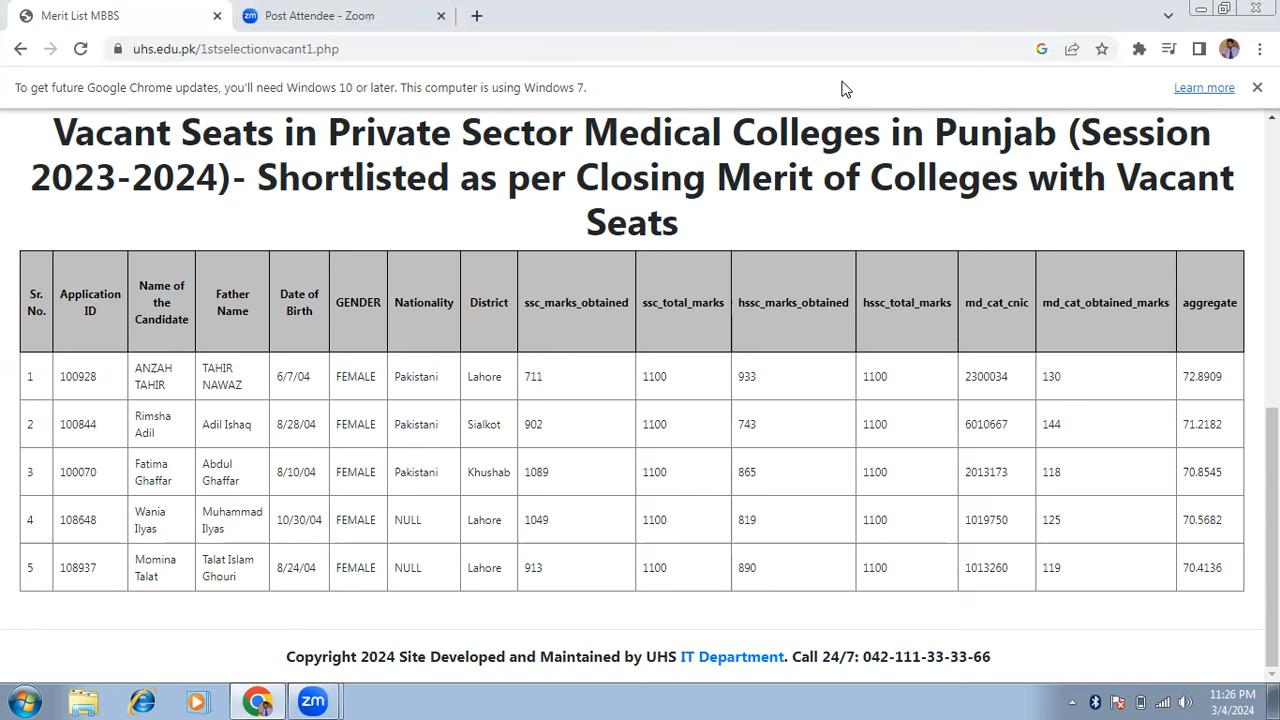 Merit List MBBS
zm Post Attendee - Zoom
uhs.edu.pk/1stselectionvacant1.php
To get future Google Chrome updates, you'll need Windows 10 or later. This computer is using Windows 7. Learn more
Vacant Seats in Private Sector Medical Colleges in Punjab (Session
2023-2024)- Shortlisted as per Closing Merit of Colleges with Vacant
Seats
Sr. No. Application ID Name of the Candidate Father Name Date of Birth GENDER Nationality District ssc_marks_obtained ssc_total_marks hssc_marks_obtained hssc_total_marks md_cat_cnic md_cat_obtained_marks aggregate
1 100928 ANZAH TAHIR TAHIR NAWAZ 6/7/04 FEMALE Pakistani Lahore 711 1100 933 1100 2300034 130 72.8909
2 100844 Rimsha Adil Adil Ishaq 8/28/04 FEMALE Pakistani Sialkot 902 1100 743 1100 6010667 144 71.2182
3 100070 Fatima Ghaffar Abdul Ghaffar 8/10/04 FEMALE Pakistani Khushab 1089 1100 865 1100 2013173 118 70.8545
4 108648 Wania Ilyas Muhammad Ilyas 10/30/04 FEMALE NULL Lahore 1049 1100 819 1100 1019750 125 70.5682
5 108937 Momina Talat Talat Islam Ghouri 8/24/04 FEMALE NULL Lahore 913 1100 890 1100 1013260 119 70.4136
Copyright 2024 Site Developed and Maintained by UHS IT Department. Call 24/7: 042-111-33-33-66
zm
11:26 PM
3/4/2024